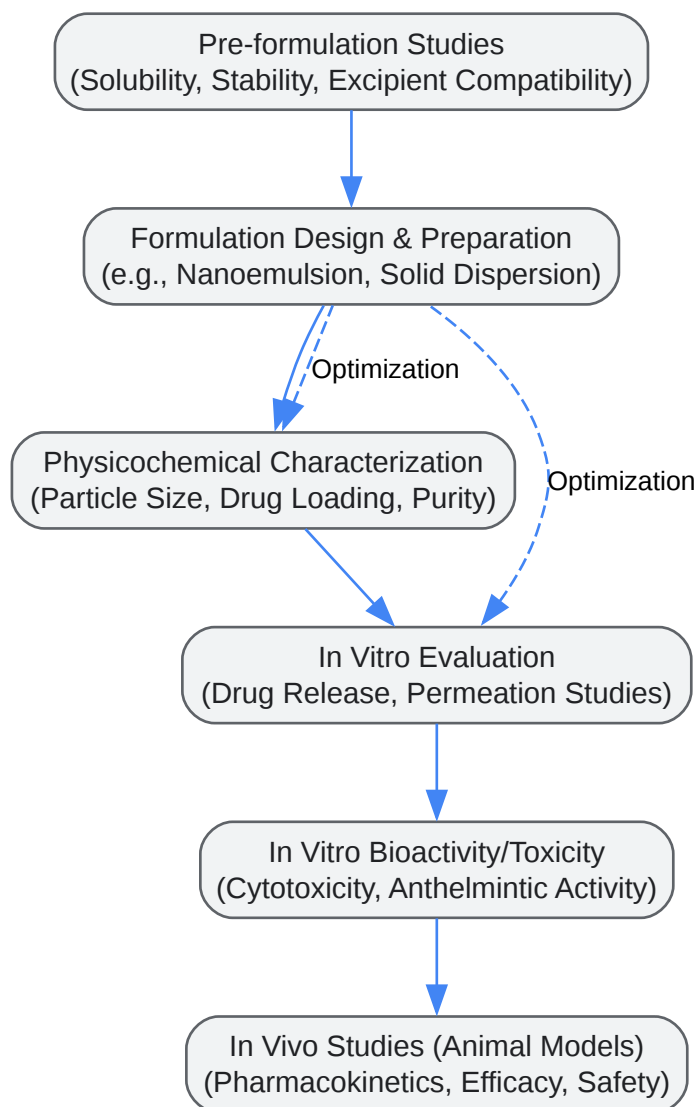 Pre-formulation Studies
(Solubility, Stability, Excipient Compatibility)
Formulation Design & Preparation
(e.g., Nanoemulsion, Solid Dispersion)
Optimization
Physicochemical Characterization
(Particle Size, Drug Loading, Purity)
Optimization
In Vitro Evaluation
(Drug Release, Permeation Studies)
In Vitro Bioactivity/Toxicity
(Cytotoxicity, Anthelmintic Activity)
In Vivo Studies (Animal Models)
(Pharmacokinetics, Efficacy, Safety)